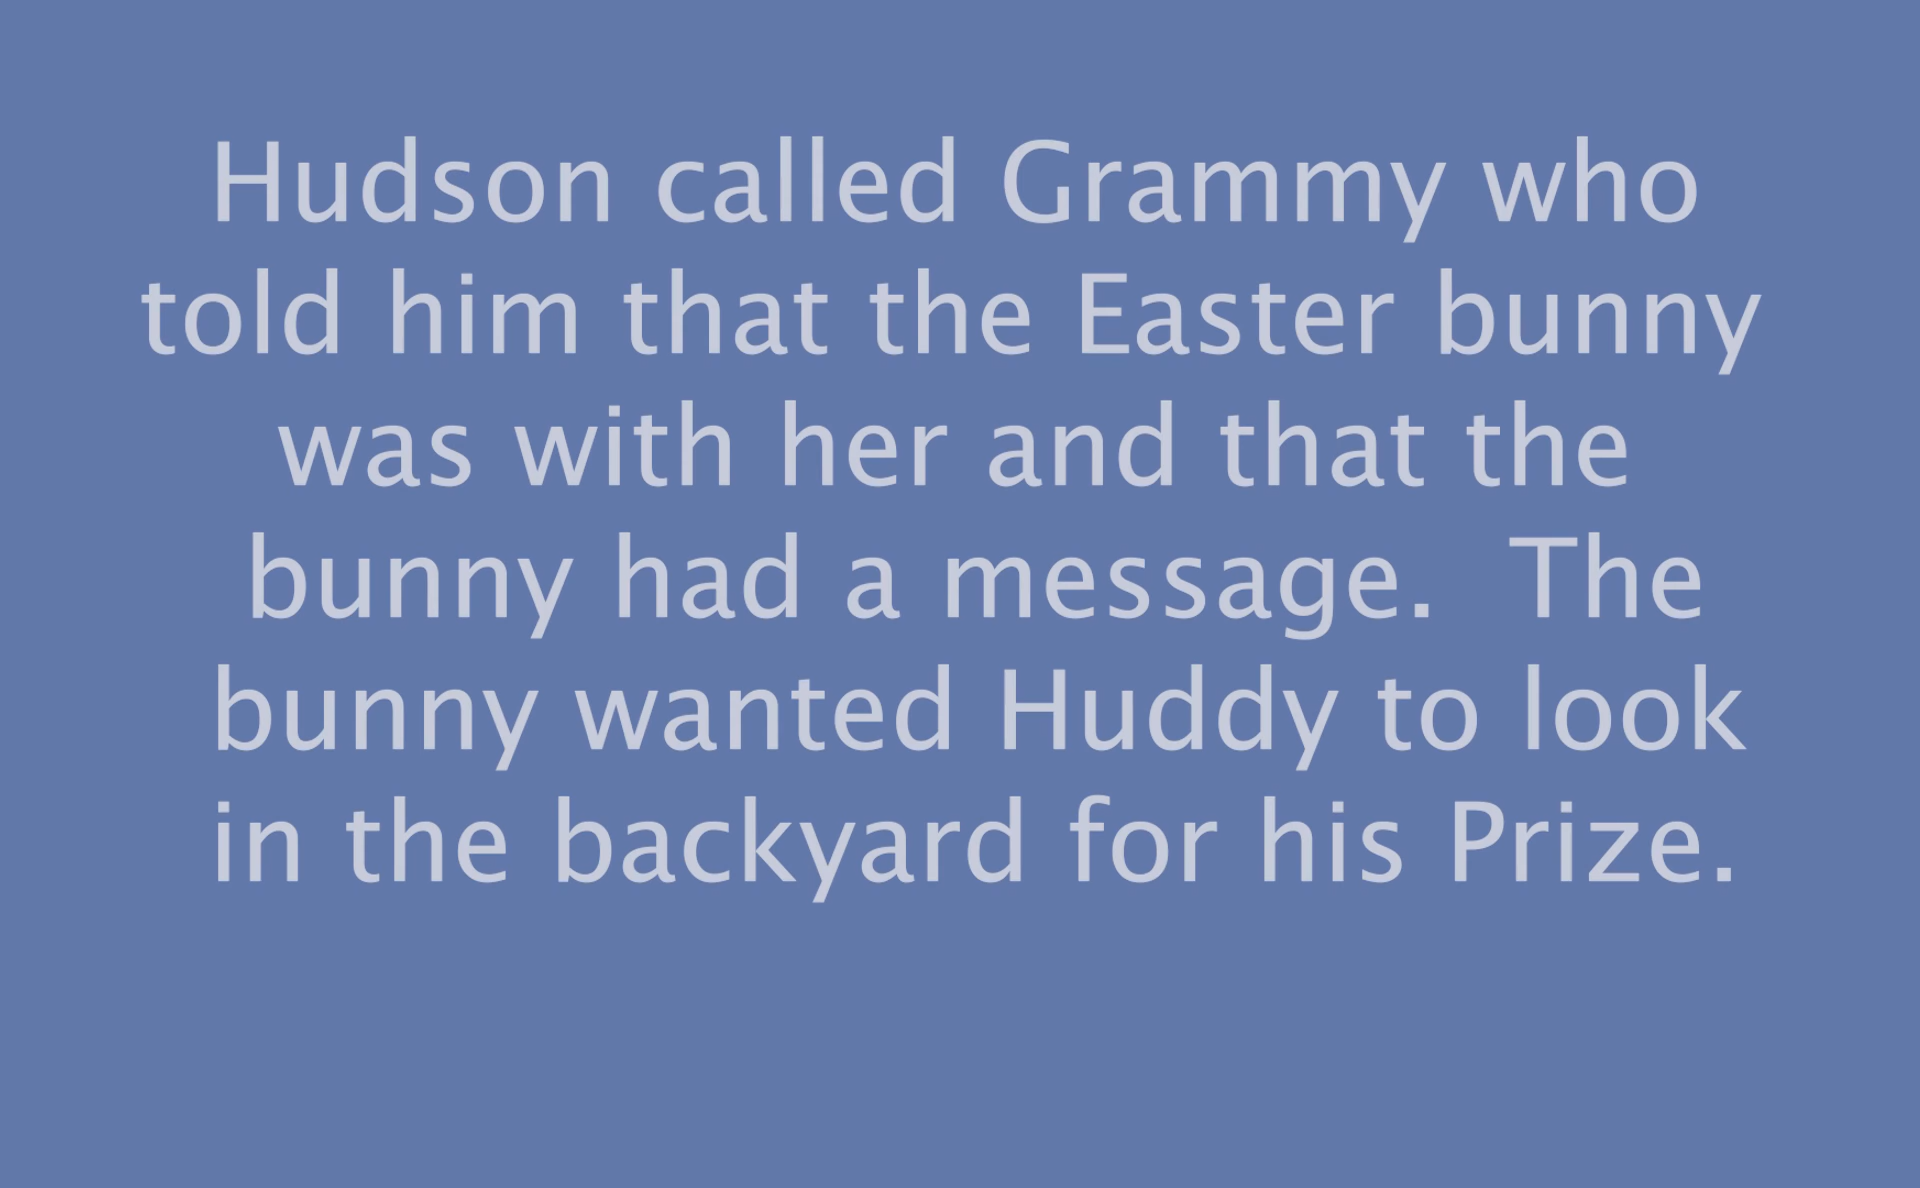 Hudson called Grammy who
told him that the Easter bunny
was with her and that the
bunny had a message.  The
bunny wanted Huddy to look
in the backyard for his Prize.